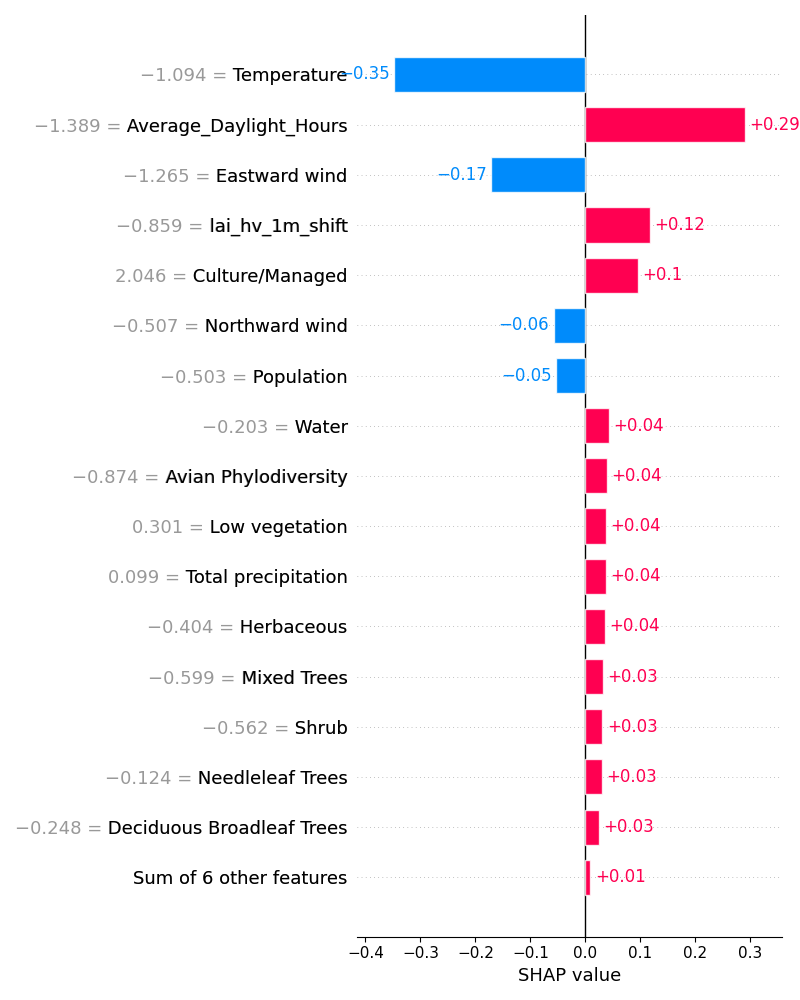 −1.094 = Temperature −0.35
−1.389 = Average_Daylight_Hours +0.29
−1.265 = Eastward wind −0.17
−0.859 = lai_hv_1m_shift +0.12
2.046 = Culture/Managed +0.1
−0.507 = Northward wind −0.06
−0.503 = Population −0.05
−0.203 = Water +0.04
−0.874 = Avian Phylodiversity +0.04
0.301 = Low vegetation +0.04
0.099 = Total precipitation +0.04
−0.404 = Herbaceous +0.04
−0.599 = Mixed Trees +0.03
−0.562 = Shrub +0.03
−0.124 = Needleleaf Trees +0.03
−0.248 = Deciduous Broadleaf Trees +0.03
Sum of 6 other features +0.01
−0.4 −0.3 −0.2 −0.1 0.0 0.1 0.2 0.3
SHAP value